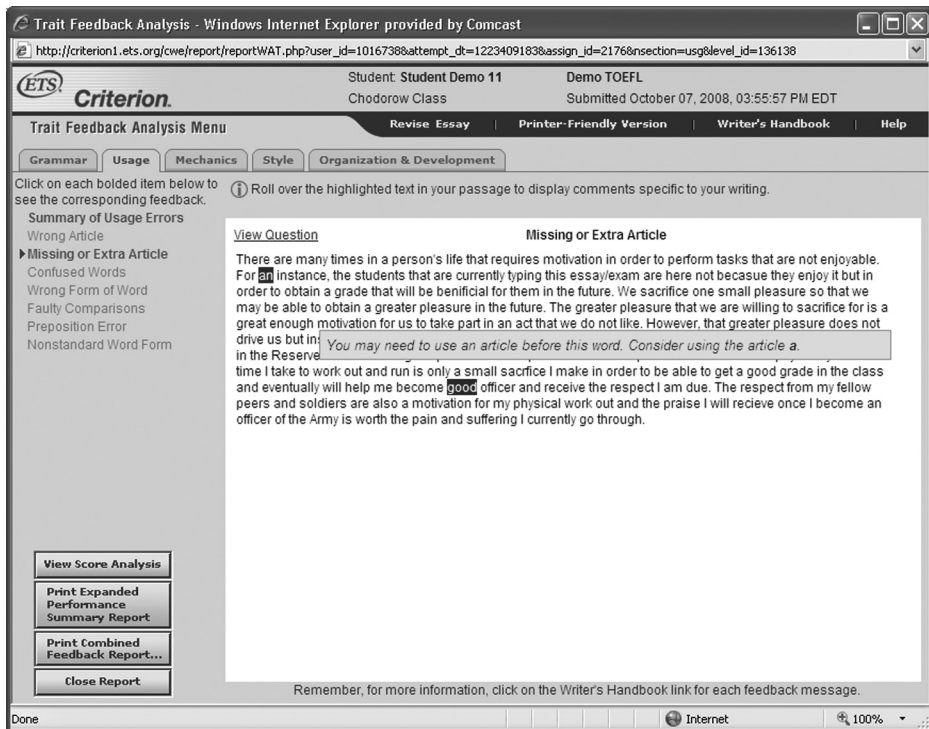 Trait Feedback Analysis - Windows Internet Explorer provided by Comcast
http://criterion1.ets.org/cwe/report/reportWAT.php?user_id=1016738&attempt_dt=1223409183&assign_id=2176&nsection=usg&level_id=136138
ETS Criterion.
Student: Student Demo 11 Demo TOEFL
Chodorow Class Submitted October 07, 2008, 03:55:57 PM EDT
Trait Feedback Analysis Menu Revise Essay | Printer-Friendly Version | Writer's Handbook | Help
Grammar Usage Mechanics Style Organization & Development
Click on each bolded item below to
see the corresponding feedback.
Summary of Usage Errors
Wrong Article
Missing or Extra Article
Confused Words
Wrong Form of Word
Faulty Comparisons
Preposition Error
Nonstandard Word Form
View Score Analysis
Print Expanded
Performance
Summary Report
Print Combined
Feedback Report...
Close Report
Roll over the highlighted text in your passage to display comments specific to your writing.
View Question Missing or Extra Article
There are many times in a person's life that requires motivation in order to perform tasks that are not enjoyable.
For an instance, the students that are currently typing this essay/exam are here not becasue they enjoy it but in
order to obtain a grade that will be benificial for them in the future. We sacrifice one small pleasure so that we
may be able to obtain a greater pleasure in the future. The greater pleasure that we are willing to sacrifice for is a
great enough motivation for us to take part in an act that we do not like. However, that greater pleasure does not
drive us but
You may need to use an article before this word. Consider using the article a.
in the Reserve
time I take to work out and run is only a small sacrfice I make in order to be able to get a good grade in the class
and eventually will help me become good officer and receive the respect I am due. The respect from my fellow
peers and soldiers are also a motivation for my physical work out and the praise I will recieve once I become an
officer of the Army is worth the pain and suffering I currently go through.
Remember, for more information, click on the Writer's Handbook link for each feedback message.
Done Internet 100%